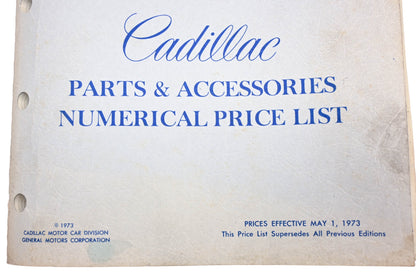 Cadillac
PARTS & ACCESSORIES
NUMERICAL PRICE LIST
© 1973
CADILLAC MOTOR CAR DIVISION
GENERAL MOTORS CORPORATION
PRICES EFFECTIVE MAY 1, 1973
This Price List Supersedes All Previous Editions